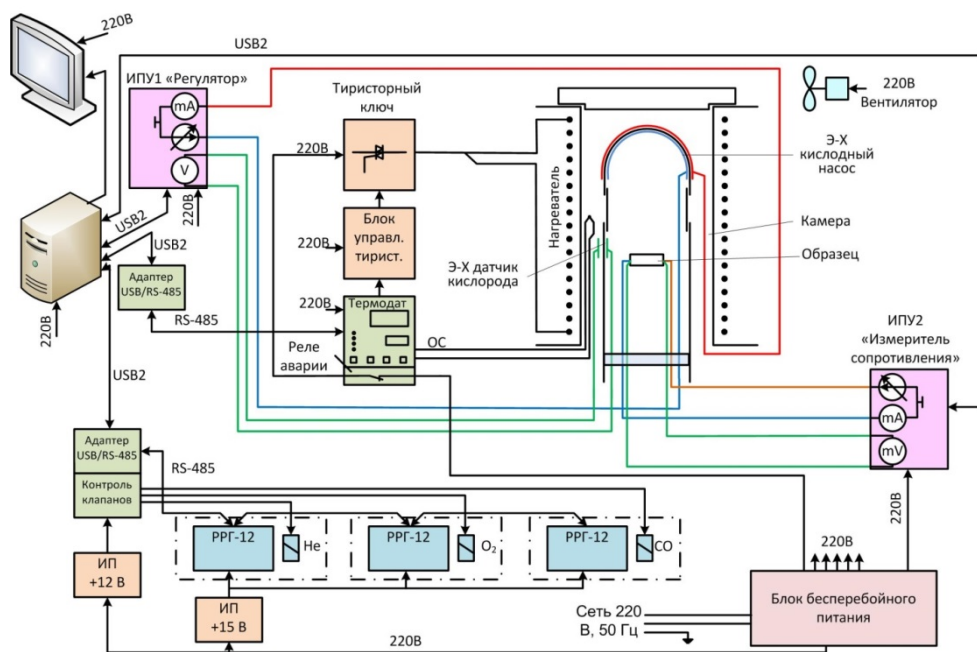 220В
USB2
ИПУ1 «Регулятор»
mA
V
220В
Тиристорный
ключ
220В
220В
Вентилятор
Э-Х
кислодный
насос
Нагреватель
Камера
Образец
Э-Х датчик
кислорода
USB2
USB2
220В
Адаптер
USB/RS-485
RS-485
Блок
управл.
тирист.
220В
220В
Термодат
ОС
Реле
аварии
ИПУ2
«Измеритель
сопротивления»
mA
mV
220В
USB2
Адаптер
USB/RS-485
Контроль
клапанов
RS-485
РРГ-12
He
РРГ-12
O₂
РРГ-12
CO
ИП
+12 В
ИП
+15 В
220В
220В
Блок бесперебойного
питания
Сеть 220
В, 50 Гц